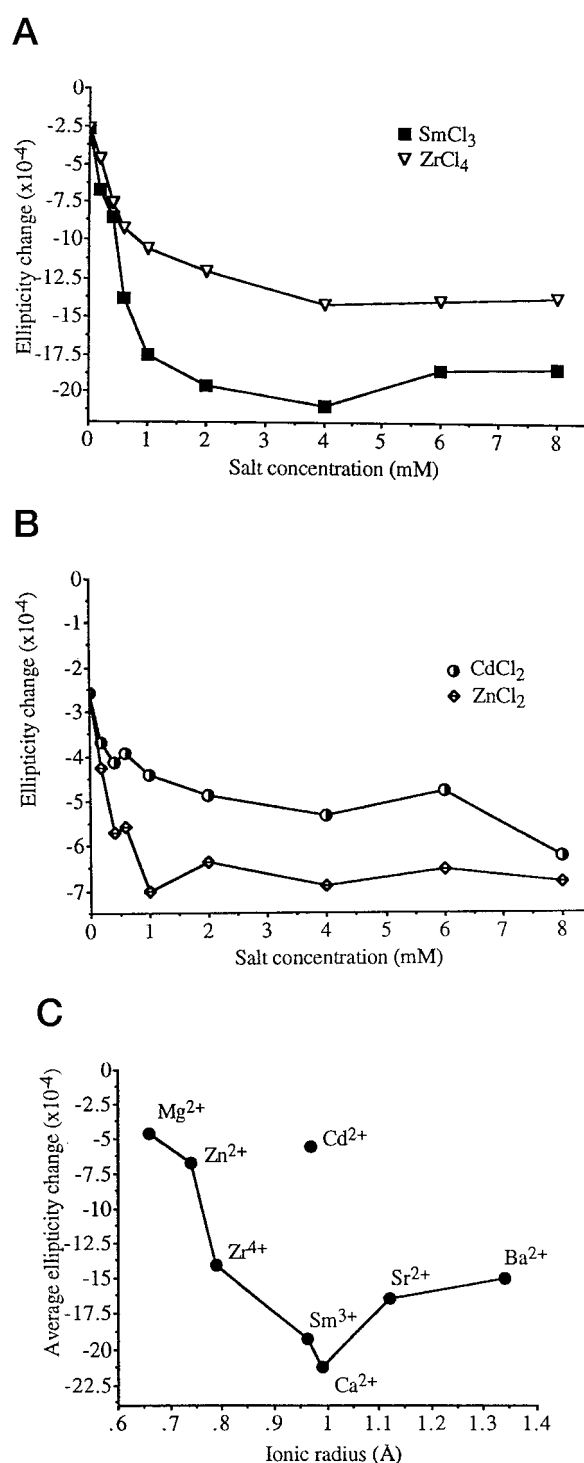 A
Ellipticity change (x10-4)
0
-2.5
-5
-7.5
-10
-12.5
-15
-17.5
-20
SmCl3
ZrCl4
0 1 2 3 4 5 6 7 8
Salt concentration (mM)
B
Ellipticity change (x10-4)
0
-1
-2
-3
-4
-5
-6
-7
CdCl2
ZnCl2
0 1 2 3 4 5 6 7 8
Salt concentration (mM)
C
Average ellipticity change (x10-4)
0
-2.5
-5
-7.5
-10
-12.5
-15
-17.5
-20
-22.5
Mg2+
Zn2+
Cd2+
Zr4+
Sm3+
Ca2+
Sr2+
Ba2+
.6 .7 .8 .9 1 1.1 1.2 1.3 1.4
Ionic radius (Å)